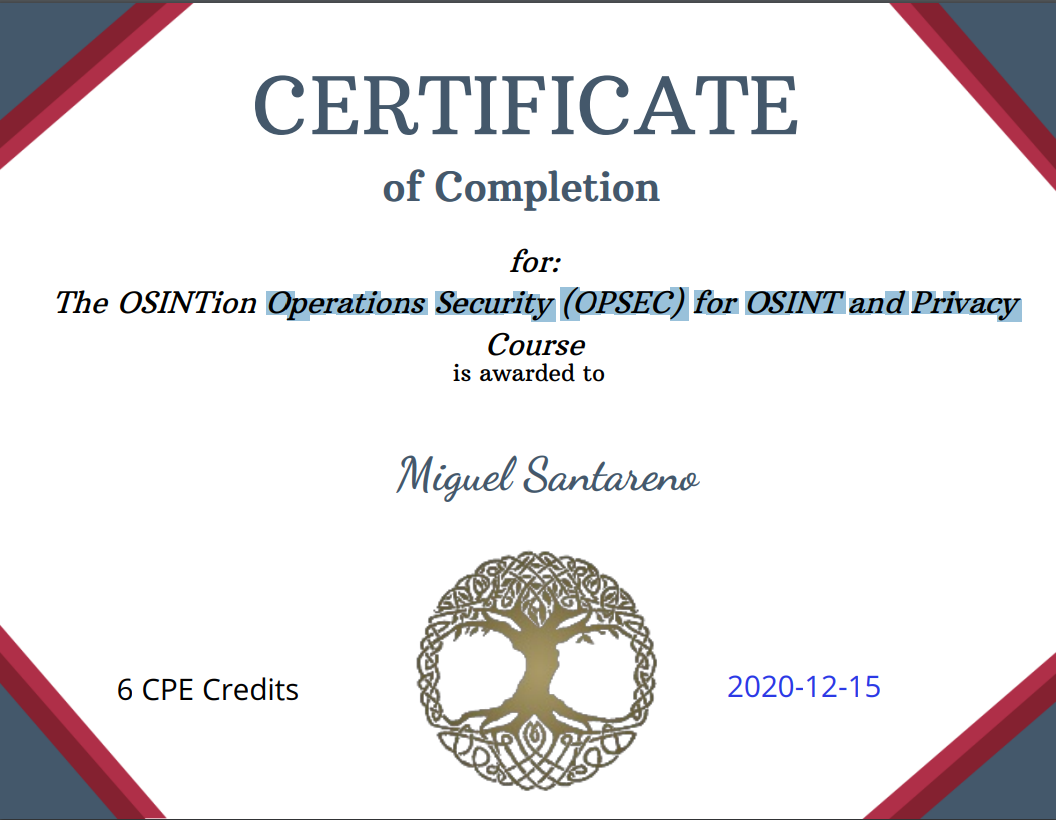 CERTIFICATE
of Completion
for:
The OSINTion Operations Security (OPSEC) for OSINT and Privacy
Course
is awarded to
Miguel Santareno
6 CPE Credits
2020-12-15